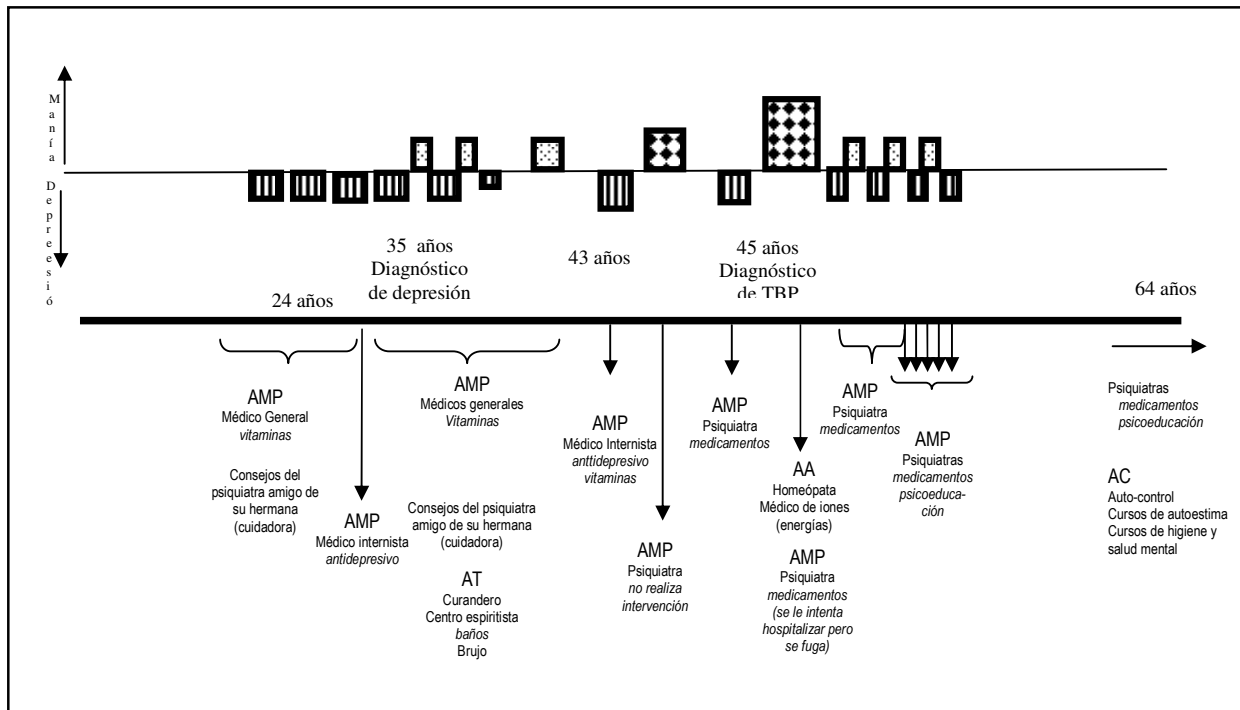 Manía
Depreesió
35 años
Diagnóstico
de depresión
43 años
45 años
Diagnóstico
de TBP
24 años
64 años
AMP
Médico General
vitaminas
Consejos del
psiquiatra amigo de
su hermana
(cuidadora)
AMP
Médico internista
antidepresivo
AMP
Médicos generales
Vitaminas
Consejos del psiquiatra
amigo de su hermana
(cuidadora)
AT
Curandero
Centro espiritista
baños
Brujo
AMP
Médico Internista
anttidepresivo
vitaminas
AMP
Psiquiatra
no realiza
intervención
AMP
Psiquiatra
medicamentos
AA
Homeópata
Médico de iones
(energías)
AMP
Psiquiatra
medicamentos
(se le intenta
hospitalizar pero
se fuga)
AMP
Psiquiatra
medicamentos
AMP
Psiquiatras
medicamentos
psicoeduca-
ción
Psiquiatras
medicamentos
psicoeducación
AC
Auto-control
Cursos de autoestima
Cursos de higiene y
salud mental